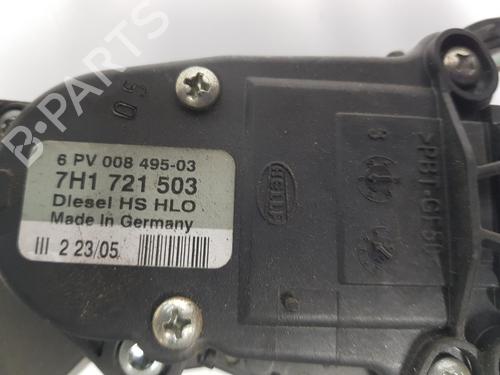 B-PARTS
6 PV 008 495-03
7H1 721 503
Diesel HS HLO
Made in Germany
III 2 23/05
HELLA